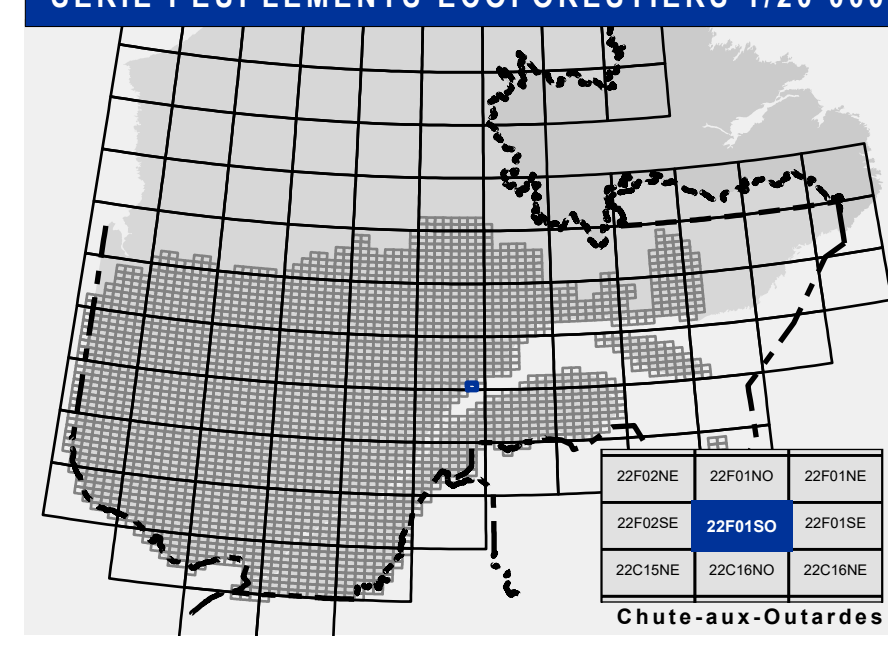 SÉRIE PEUPLEMENTS ÉCOFORESTIERS 1/20 000
22F02NE 22F01NO 22F01NE
22F02SE 22F01SO 22F01SE
22C15NE 22C16NO 22C16NE
Chute-aux-Outardes